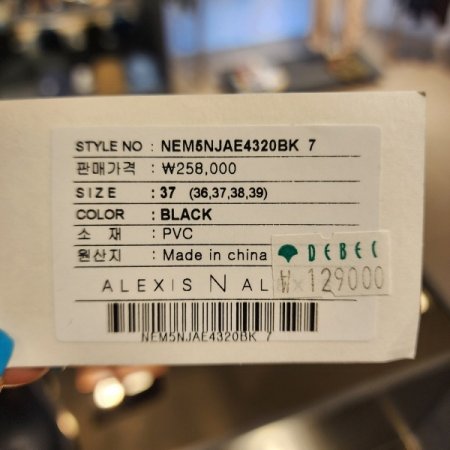 STYLE NO : NEM5NJAE4320BK 7
판매가격 : ₩258,000
SIZE : 37 (36,37,38,39)
COLOR : BLACK
소 재 : PVC
원산지 : Made in china
DEBEC
₩129000
ALEXIS N AL
NEM5NJAE4320BK 7